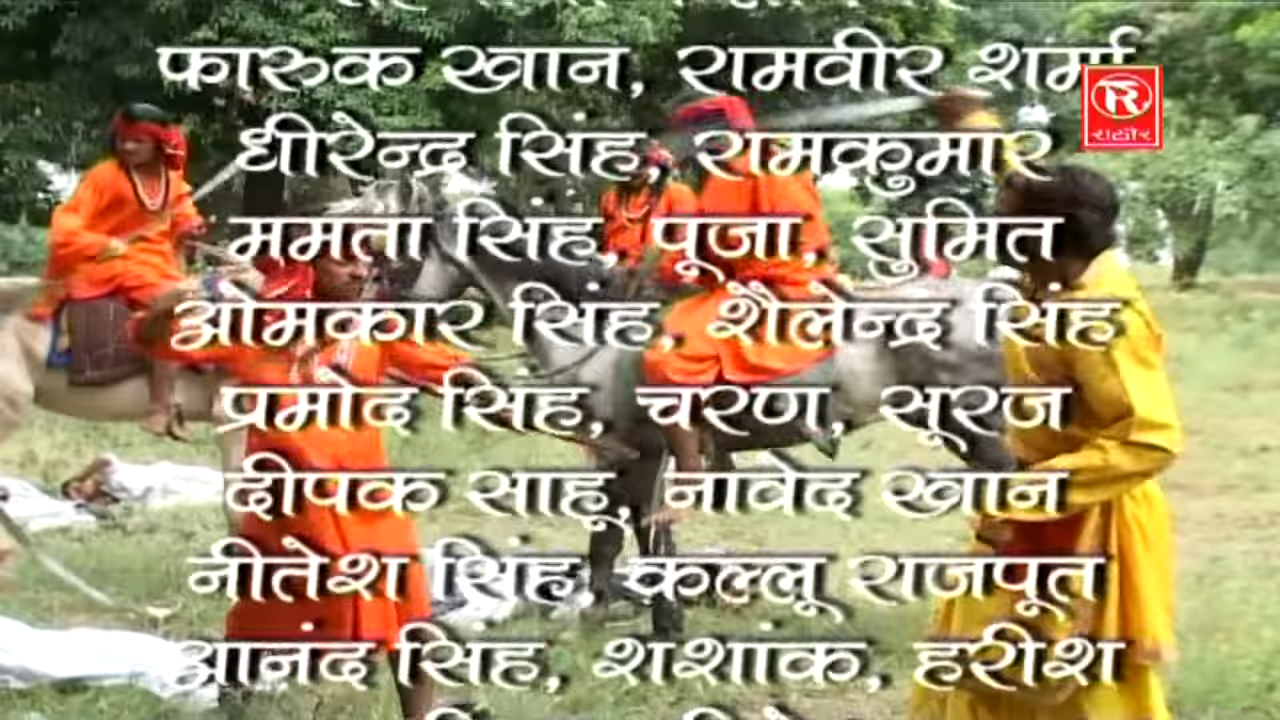 फारुक खान, रामवीर शर्मा
राठौर
धीरेन्द्र सिंह, रामकुमार
ममता सिंह, पूजा, सुमित
ओमकार सिंह, शैलेन्द्र सिंह
प्रमोद सिंह, चरण, सूरज
दीपक साहू, नावेद खान
नीतेश सिंह, कल्लू राजपूत
आनंद सिंह, शशांक, हरीश